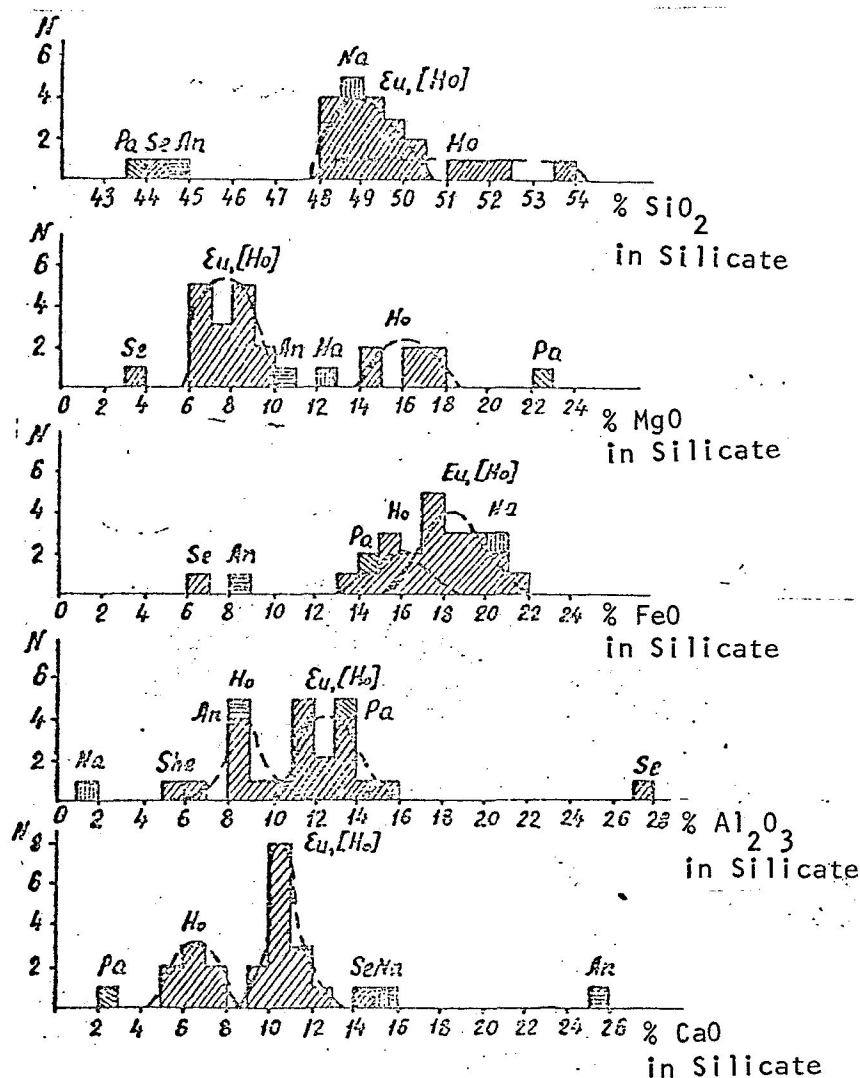 N
6
4
2
Na
Eu,[Ho]
Pa Se An
Ho
43 44 45 46 47 48 49 50 51 52 53 54 % SiO2
in Silicate
N
6
4
2
Eu,[Ho]
Se
An
Na
Ho
Pa
0 2 4 6 8 10 12 14 16 18 20 22 24 % MgO
in Silicate
N
6
4
2
Eu,[Ho]
Ho
Na
Pa
Se
An
0 2 4 6 8 10 12 14 16 18 20 22 24 % FeO
in Silicate
N
6
4
2
Ho
Eu,[Ho]
An
Pa
Na
She
Se
0 2 4 6 8 10 12 14 16 18 20 22 24 26 28 % Al2O3
in Silicate
N 8
6
4
2
Eu,[Ho]
Ho
Pa
SeNa
An
2 4 6 8 10 12 14 16 18 20 22 24 26 % CaO
in Silicate